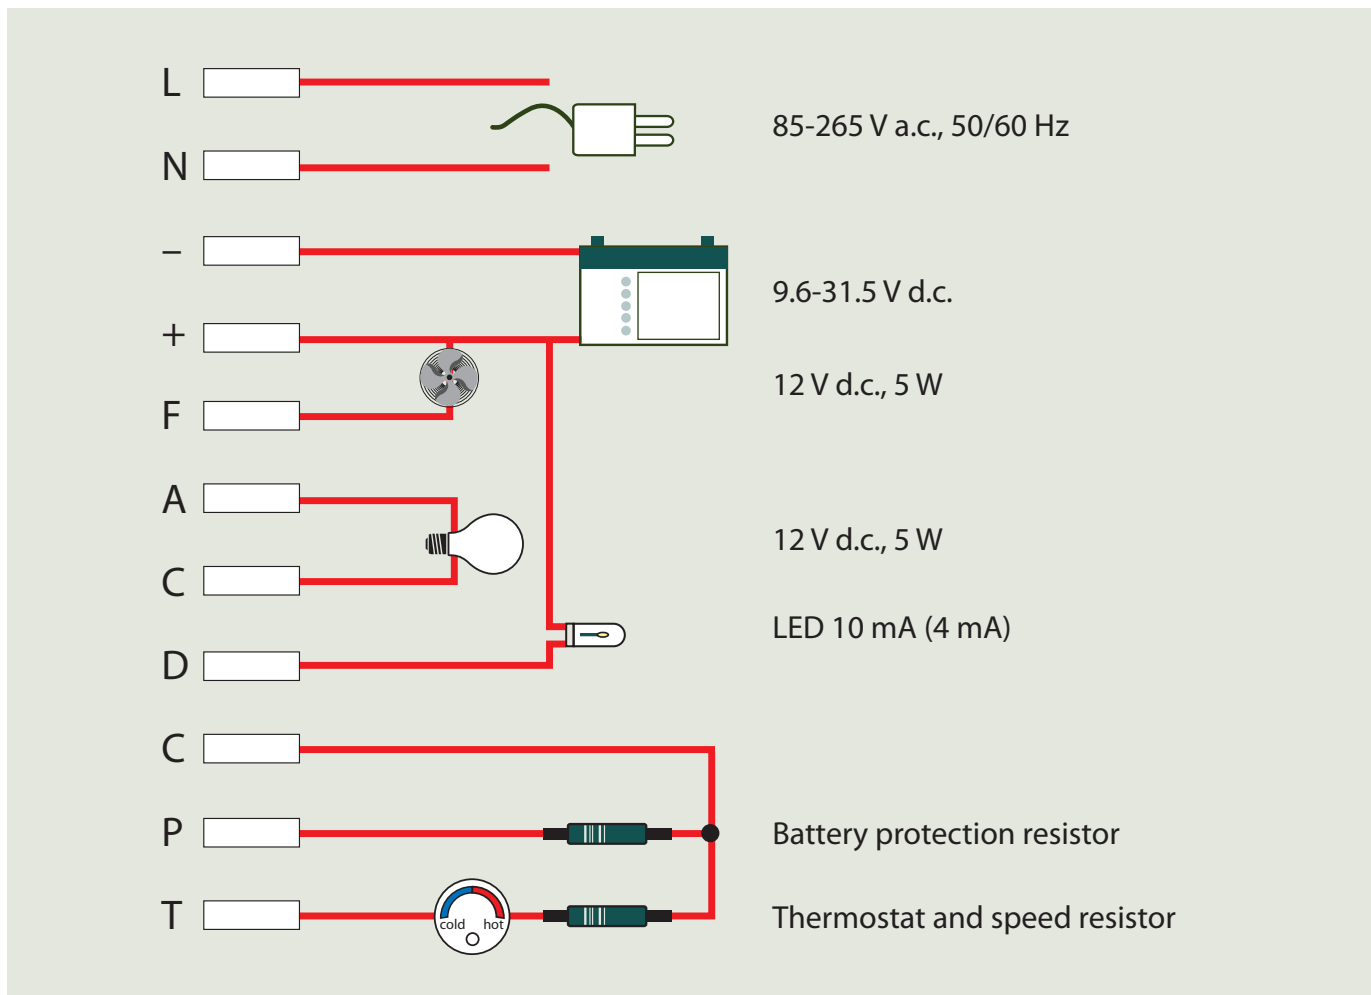 L
85-265 V a.c., 50/60 Hz
N
–
9.6-31.5 V d.c.
+
12 V d.c., 5 W
F
A
12 V d.c., 5 W
C
LED 10 mA (4 mA)
D
C
P
Battery protection resistor
T
cold hot
Thermostat and speed resistor